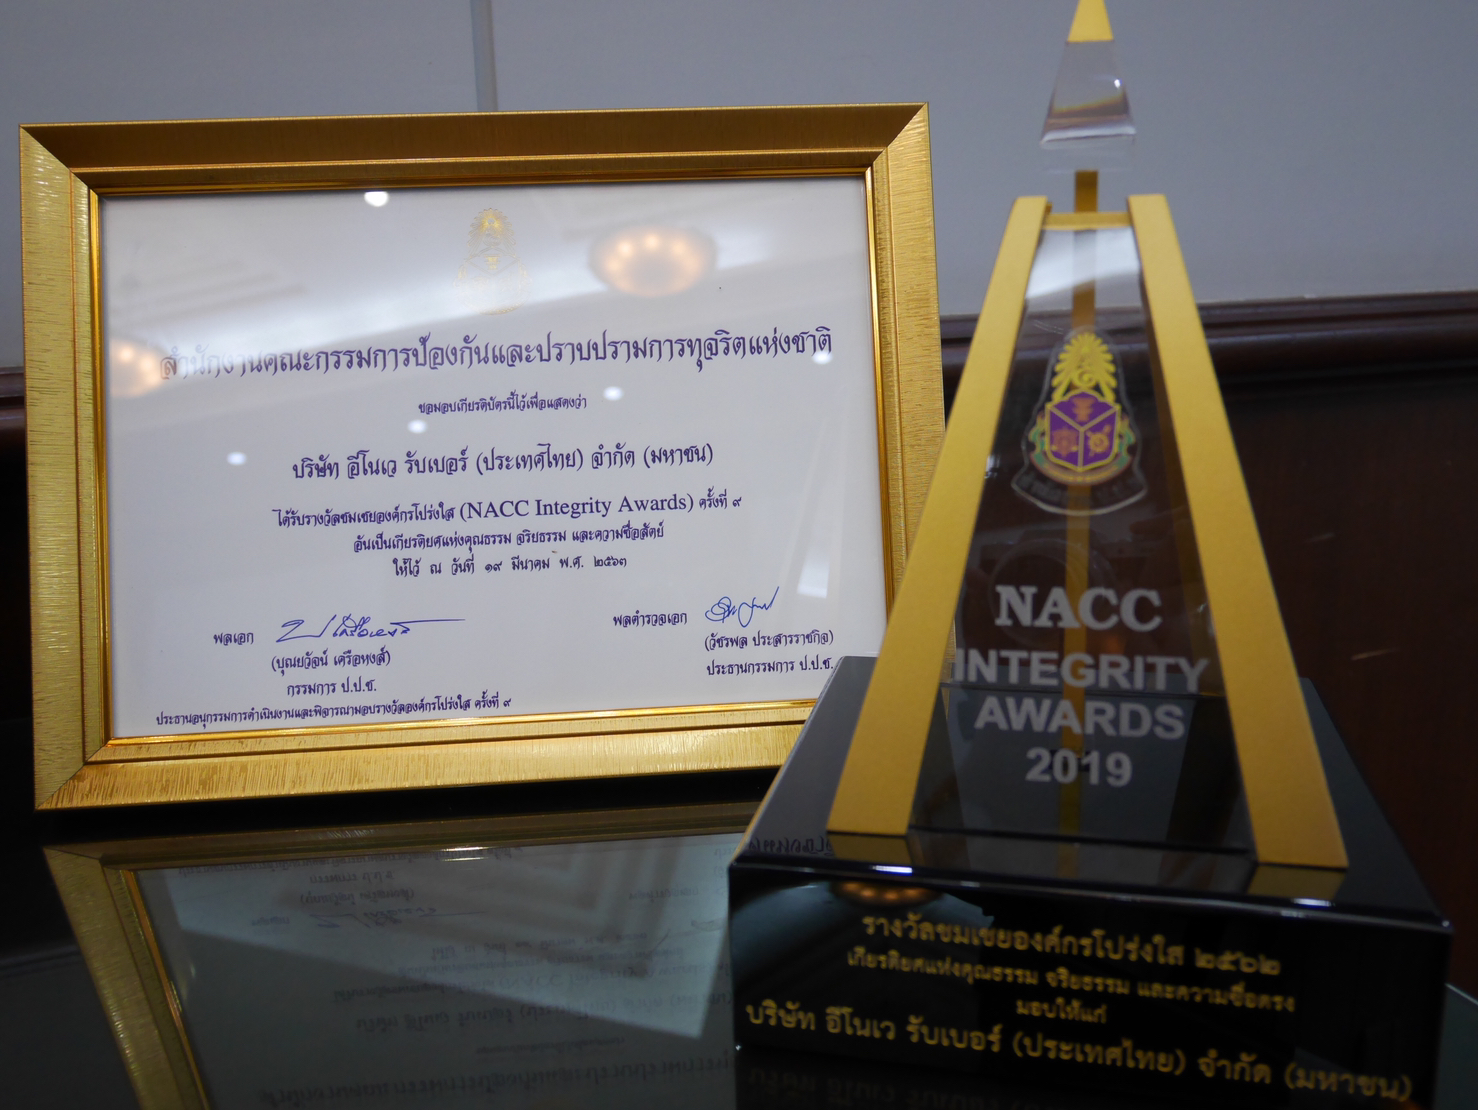 สำนักงานคณะกรรมการป้องกันและปราบปรามการทุจริตแห่งชาติ
ขอมอบเกียรติบัตรนี้ไว้เพื่อแสดงว่า
บริษัท อีโนเว รับเบอร์ (ประเทศไทย) จำกัด (มหาชน)
ได้รับรางวัลชมเชยองค์กรโปร่งใส (NACC Integrity Awards) ครั้งที่ ๙
อันเป็นเกียรติยศแห่งคุณธรรม จริยธรรม และความซื่อสัตย์
ให้ไว้ ณ วันที่ ๑๙ มีนาคม พ.ศ. ๒๕๖๓
พลเอก
(บุณยวัจน์ เครือหงส์)
กรรมการ ป.ป.ช.
ประธานอนุกรรมการดำเนินงานและพิจารณามอบรางวัลองค์กรโปร่งใส ครั้งที่ ๙
พลตำรวจเอก
(วัชรพล ประสารราชกิจ)
ประธานกรรมการ ป.ป.ช.
NACC
INTEGRITY
AWARDS
2019
รางวัลชมเชยองค์กรโปร่งใส ๒๕๖๒
เกียรติยศแห่งคุณธรรม จริยธรรม และความซื่อตรง
มอบให้แก่
บริษัท อีโนเว รับเบอร์ (ประเทศไทย) จำกัด (มหาชน)